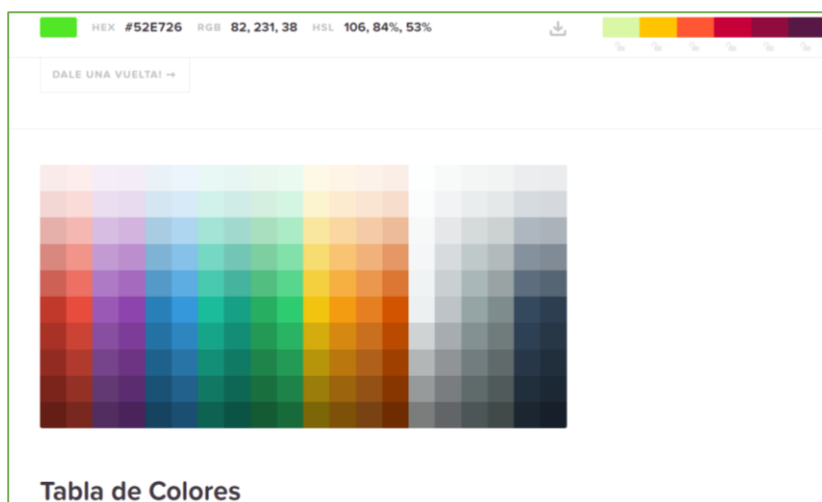 HEX #52E726 RGB 82, 231, 38 HSL 106, 84%, 53%
DALE UNA VUELTA! →
Tabla de Colores